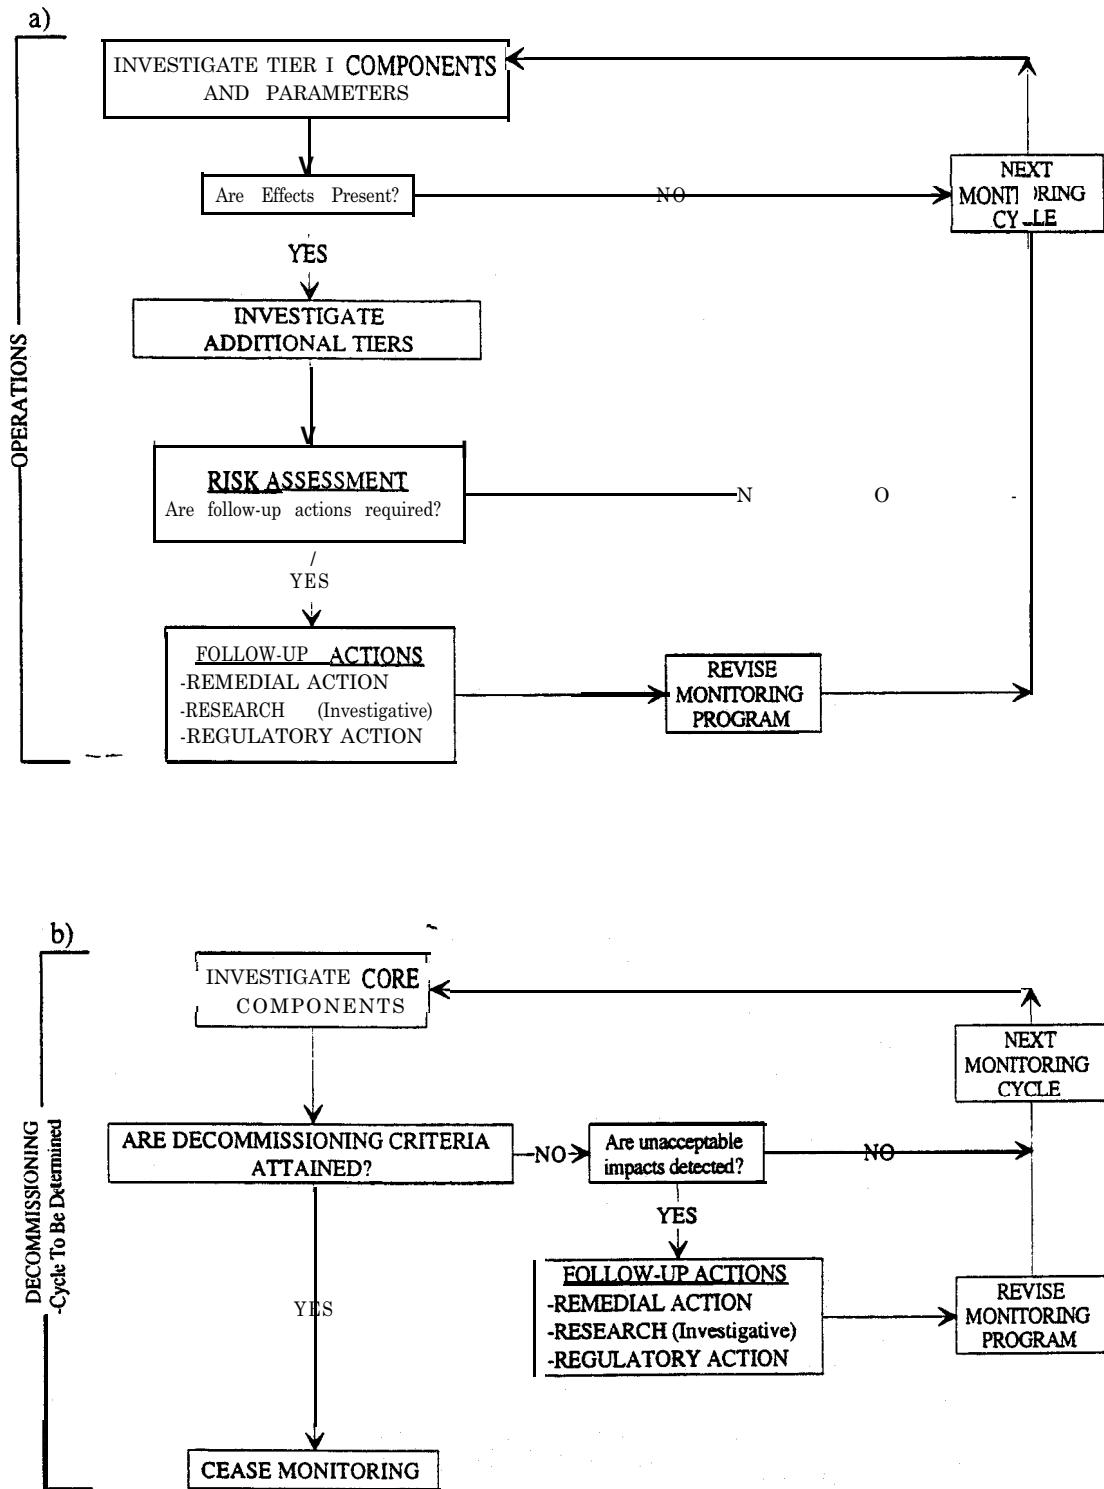 a)
OPERATIONS
INVESTIGATE TIER I COMPONENTS
AND PARAMETERS
Are Effects Present?
NO
NEXT
MONITORING
CYCLE
YES
INVESTIGATE
ADDITIONAL TIERS
RISK ASSESSMENT
Are follow-up actions required?
N O -
YES
FOLLOW-UP ACTIONS
-REMEDIAL ACTION
-RESEARCH (Investigative)
-REGULATORY ACTION
REVISE
MONITORING
PROGRAM
b)
DECOMMISSIONING
-Cycle To Be Determined
INVESTIGATE CORE
COMPONENTS
NEXT
MONITORING
CYCLE
ARE DECOMMISSIONING CRITERIA
ATTAINED?
NO
Are unacceptable
impacts detected?
NO
YES
YES
FOLLOW-UP ACTIONS
-REMEDIAL ACTION
-RESEARCH (Investigative)
-REGULATORY ACTION
REVISE
MONITORING
PROGRAM
CEASE MONITORING